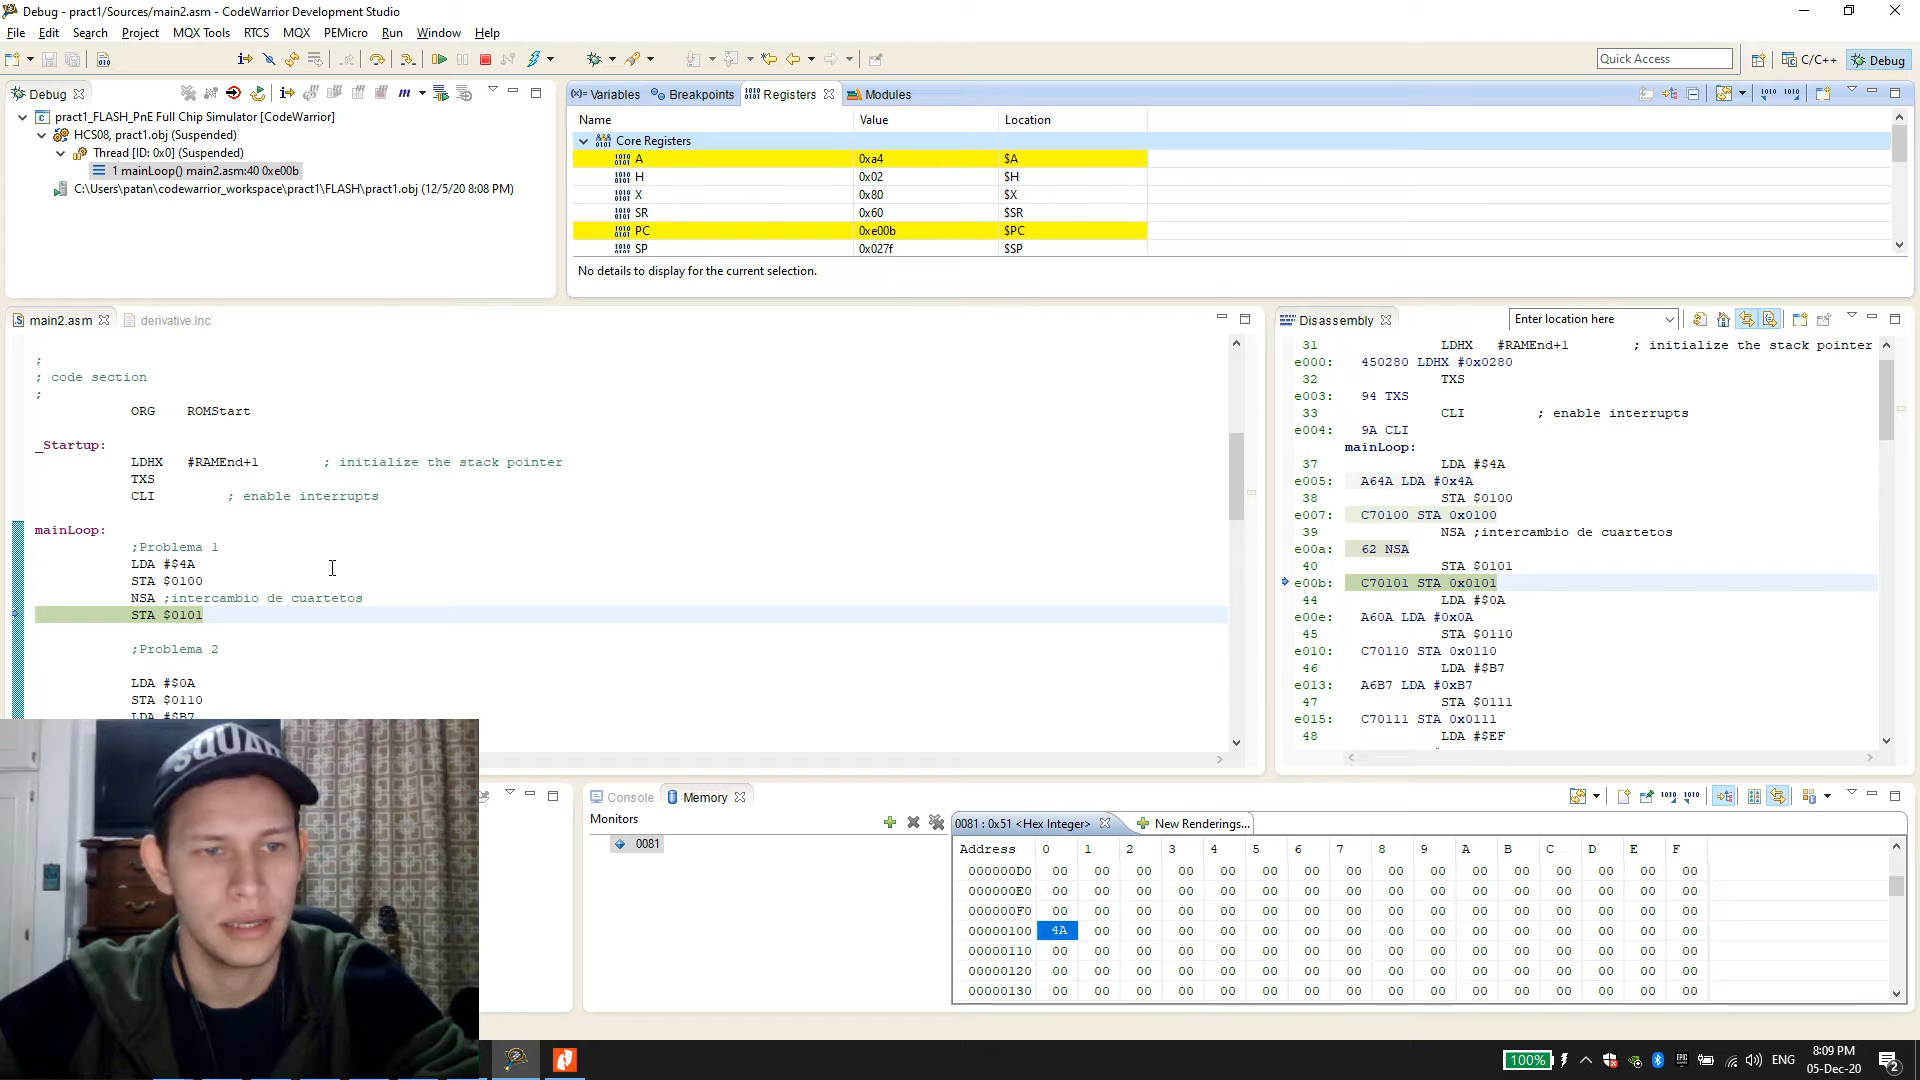 Debug - pract1/Sources/main2.asm - CodeWarrior Development Studio
File Edit Search Project MQX Tools RTCS MQX PEMicro Run Window Help
Quick Access
C/C++
Debug
Debug
pract1_FLASH_PnE Full Chip Simulator [CodeWarrior]
HCS08, pract1.obj (Suspended)
Thread [ID: 0x0] (Suspended)
1 mainLoop() main2.asm:40 0xe00b
C:\Users\patan\codewarrior_workspace\pract1\FLASH\pract1.obj (12/5/20 8:08 PM)
(x)= Variables Breakpoints Registers Modules
Name Value Location
Core Registers
A 0xa4 $A
H 0x02 $H
X 0x80 $X
SR 0x60 $SR
PC 0xe00b $PC
SP 0x027f $SP
No details to display for the current selection.
main2.asm derivative.inc
;
; code section
;
ORG ROMStart
_Startup:
LDHX #RAMEnd+1 ; initialize the stack pointer
TXS
CLI ; enable interrupts
mainLoop:
;Problema 1
LDA #$4A
STA $0100
NSA ;intercambio de cuartetos
STA $0101
;Problema 2
LDA #$0A
STA $0110
LDA #$B7
Disassembly
Enter location here
31 LDHX #RAMEnd+1 ; initialize the stack pointer
e000: 450280 LDHX #0x0280
32 TXS
e003: 94 TXS
33 CLI ; enable interrupts
e004: 9A CLI
mainLoop:
37 LDA #$4A
e005: A64A LDA #0x4A
38 STA $0100
e007: C70100 STA 0x0100
39 NSA ;intercambio de cuartetos
e00a: 62 NSA
40 STA $0101
e00b: C70101 STA 0x0101
44 LDA #$0A
e00e: A60A LDA #0x0A
45 STA $0110
e010: C70110 STA 0x0110
46 LDA #$B7
e013: A6B7 LDA #0xB7
47 STA $0111
e015: C70111 STA 0x0111
48 LDA #$EF
SQUAD
Console Memory
Monitors
0081
0081 : 0x51 <Hex Integer>
New Renderings...
Address 0 1 2 3 4 5 6 7 8 9 A B C D E F
000000D0 00 00 00 00 00 00 00 00 00 00 00 00 00 00 00 00
000000E0 00 00 00 00 00 00 00 00 00 00 00 00 00 00 00 00
000000F0 00 00 00 00 00 00 00 00 00 00 00 00 00 00 00 00
00000100 4A 00 00 00 00 00 00 00 00 00 00 00 00 00 00 00
00000110 00 00 00 00 00 00 00 00 00 00 00 00 00 00 00 00
00000120 00 00 00 00 00 00 00 00 00 00 00 00 00 00 00 00
00000130 00 00 00 00 00 00 00 00 00 00 00 00 00 00 00 00
100%
ENG
8:09 PM
05-Dec-20
2